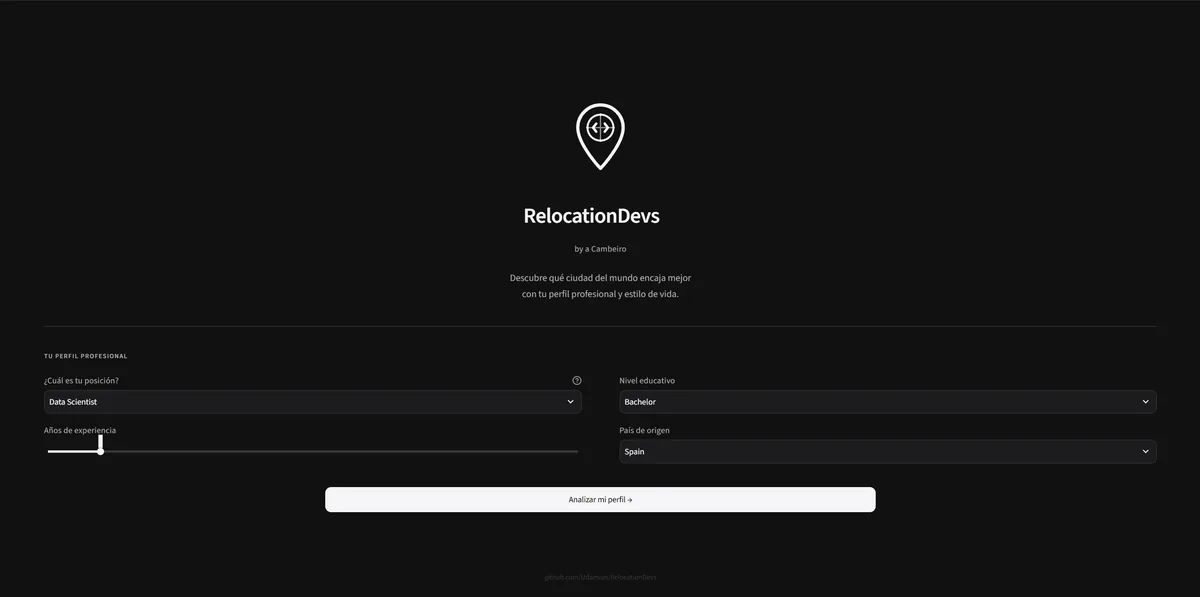 RelocationDevs
by a Cambeiro
Descubre qué ciudad del mundo encaja mejor
con tu perfil profesional y estilo de vida.
TU PERFIL PROFESIONAL
¿Cuál es tu posición?
Data Scientist
Nivel educativo
Bachelor
Años de experiencia
País de origen
Spain
Analizar mi perfil →